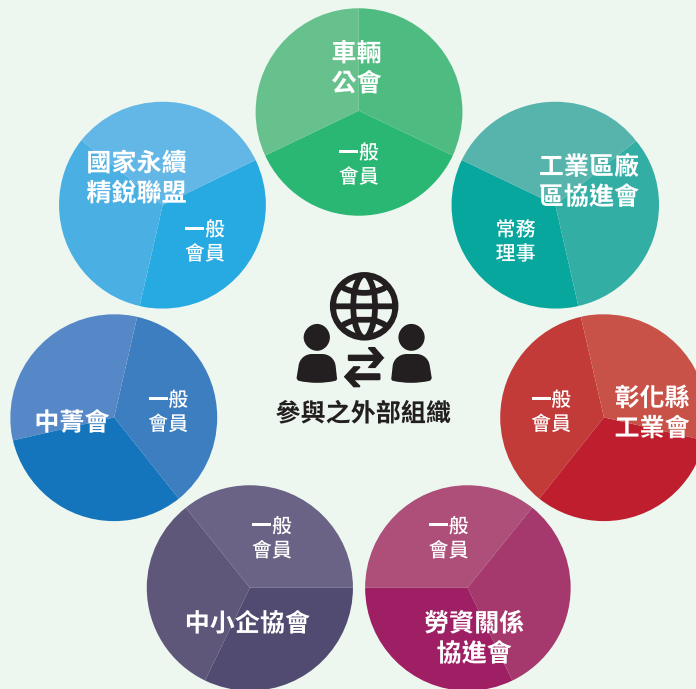 車輛
公會
一般
會員
工業區廠
區協進會
常務
理事
彰化縣
工業會
一般
會員
勞資關係
協進會
一般
會員
中小企協會
一般
會員
中菁會
一般
會員
國家永續
精銳聯盟
一般
會員
參與之外部組織